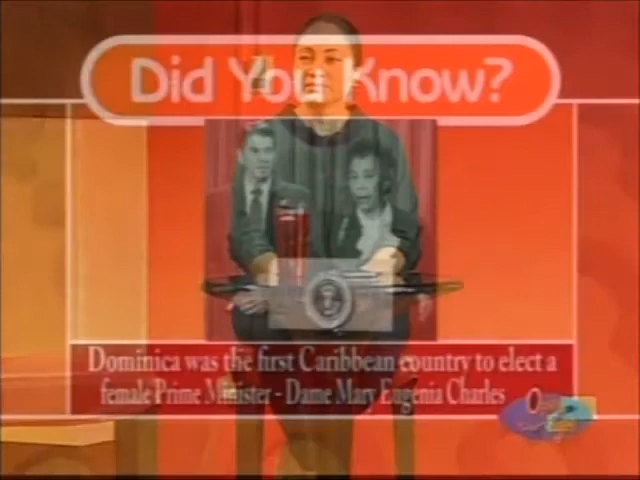 Did You Know?
Dominica was the first Caribbean country to elect a
female Prime Minister - Dame Mary Eugenia Charles